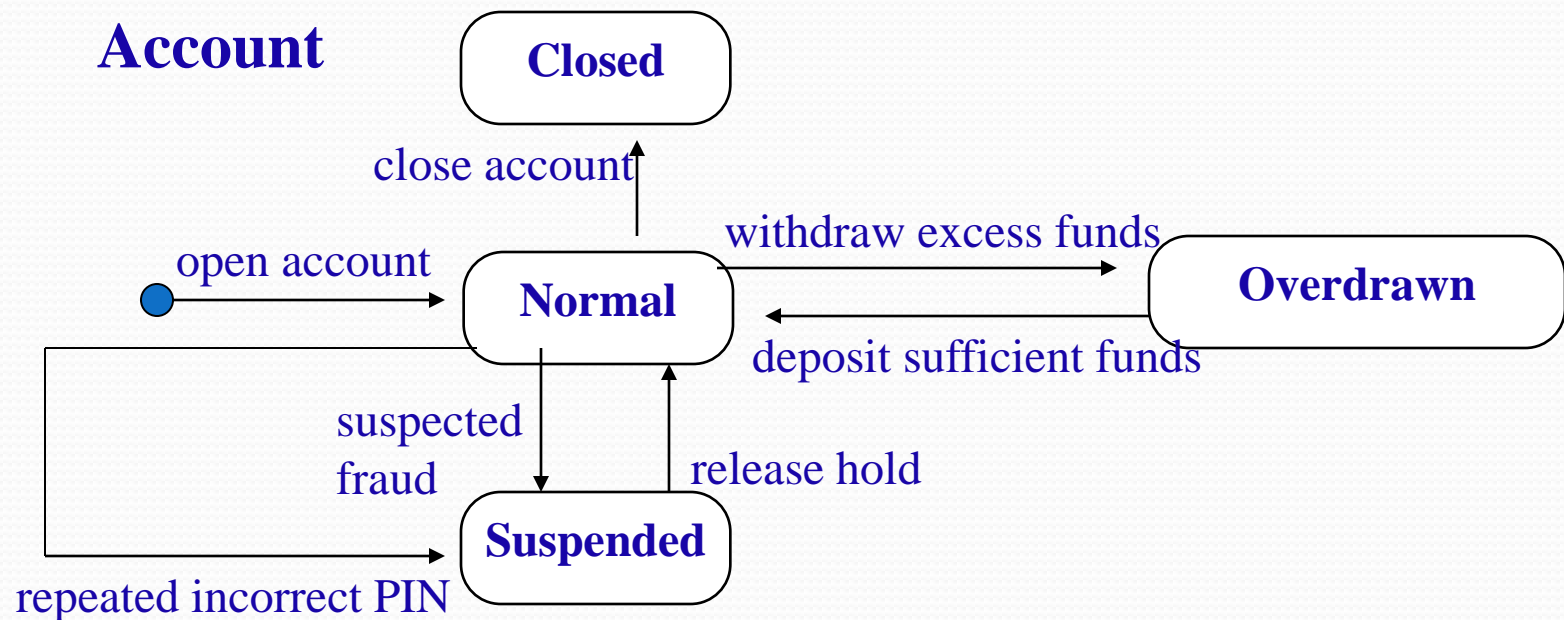 Account
Closed
close account
withdraw excess funds
open account
Normal
Overdrawn
deposit sufficient funds
suspected
fraud
release hold
Suspended
repeated incorrect PIN